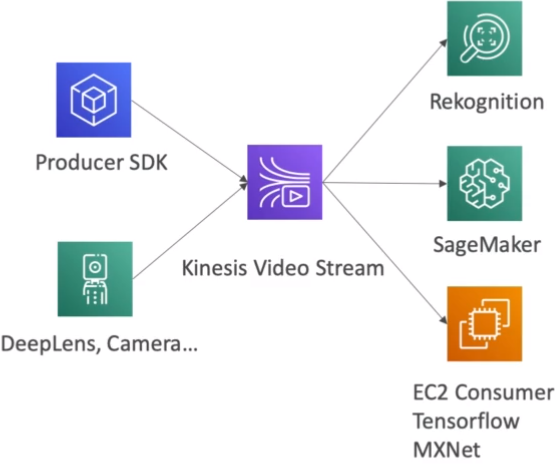 Producer SDK
DeepLens, Camera...
Kinesis Video Stream
Rekognition
SageMaker
EC2 Consumer
Tensorflow
MXNet